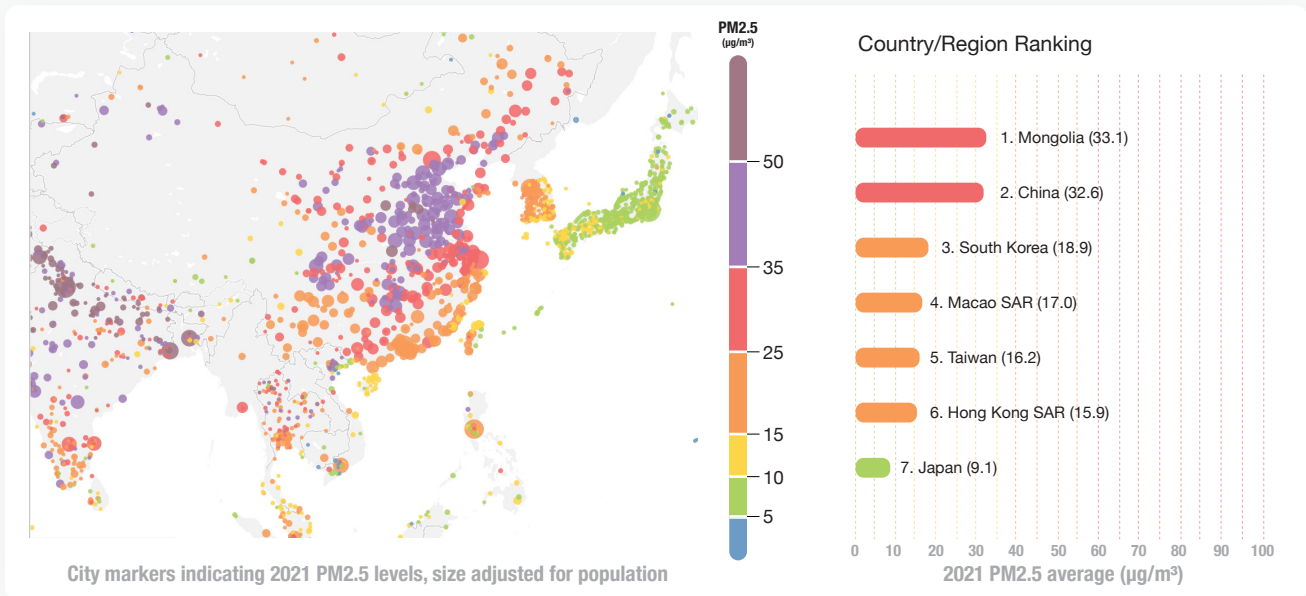 PM2.5
(µg/m³)
50
35
25
15
10
5
City markers indicating 2021 PM2.5 levels, size adjusted for population
Country/Region Ranking
1. Mongolia (33.1)
2. China (32.6)
3. South Korea (18.9)
4. Macao SAR (17.0)
5. Taiwan (16.2)
6. Hong Kong SAR (15.9)
7. Japan (9.1)
0 10 20 30 40 50 60 70 80 90 100
2021 PM2.5 average (µg/m³)